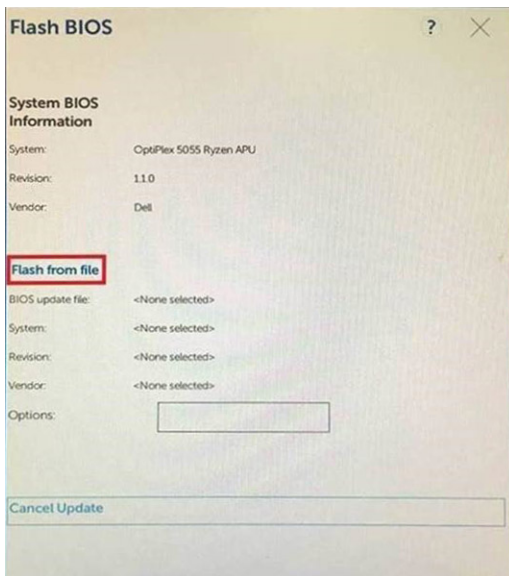 Flash BIOS ?
System BIOS
Information
System: OptiPlex 5055 Ryzen APU
Revision: 1.1.0
Vendor: Dell
Flash from file
BIOS update file: <None selected>
System: <None selected>
Revision: <None selected>
Vendor: <None selected>
Options:
Cancel Update